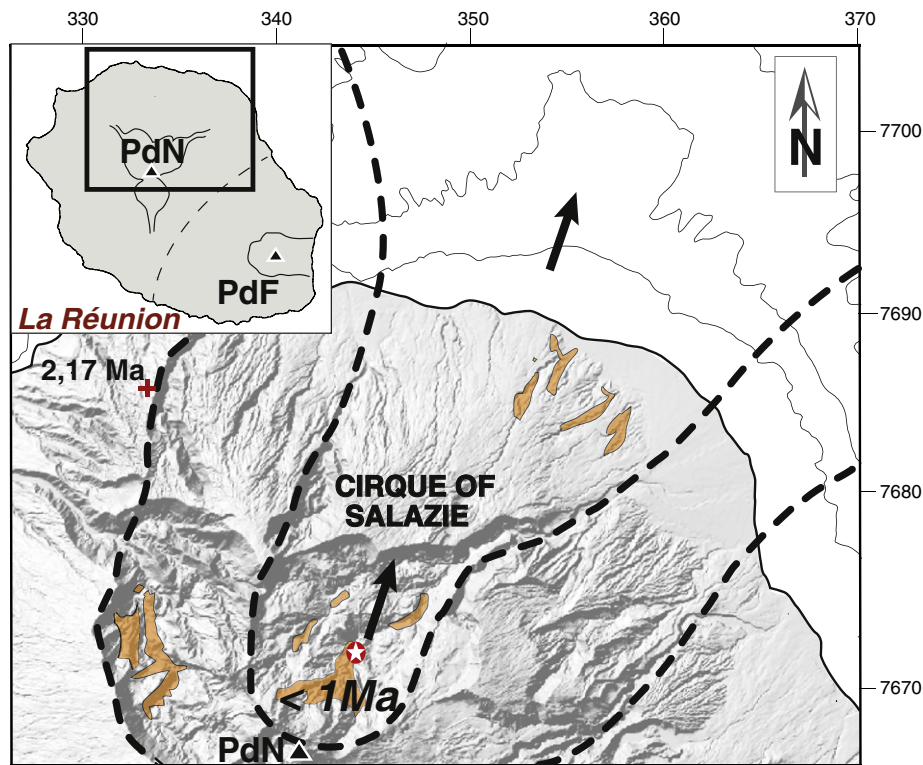 330 340 350 360 370
PdN
PdF
La Réunion
N
7700
7690
2,17 Ma
CIRQUE OF
SALAZIE
7680
< 1Ma
7670
PdN